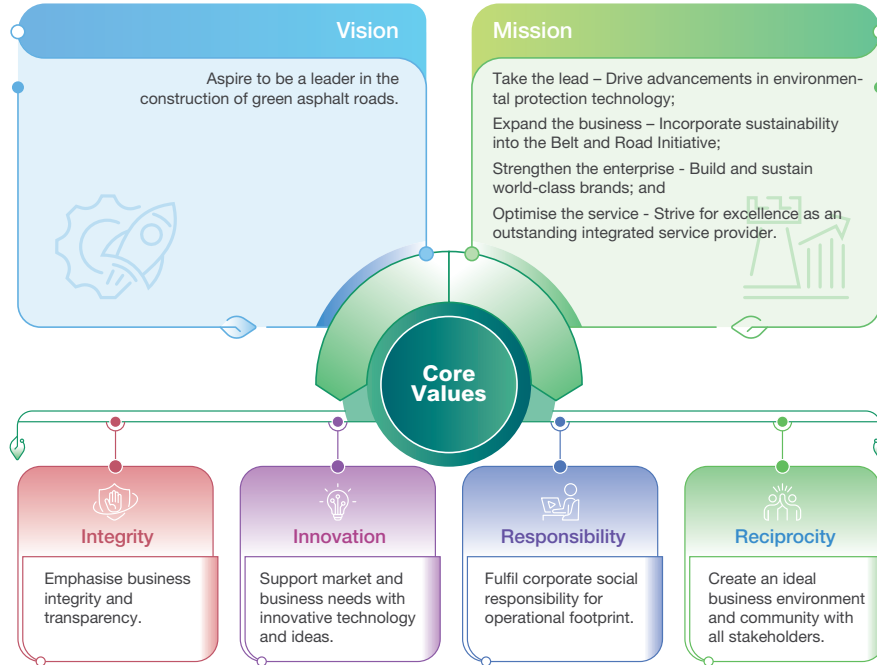 Vision
Aspire to be a leader in the
construction of green asphalt roads.
Mission
Take the lead – Drive advancements in environmen-
tal protection technology;
Expand the business – Incorporate sustainability
into the Belt and Road Initiative;
Strengthen the enterprise - Build and sustain
world-class brands; and
Optimise the service - Strive for excellence as an
outstanding integrated service provider.
Core
Values
Integrity
Emphasise business
integrity and
transparency.
Innovation
Support market and
business needs with
innovative technology
and ideas.
Responsibility
Fulfil corporate social
responsibility for
operational footprint.
Reciprocity
Create an ideal
business environment
and community with
all stakeholders.